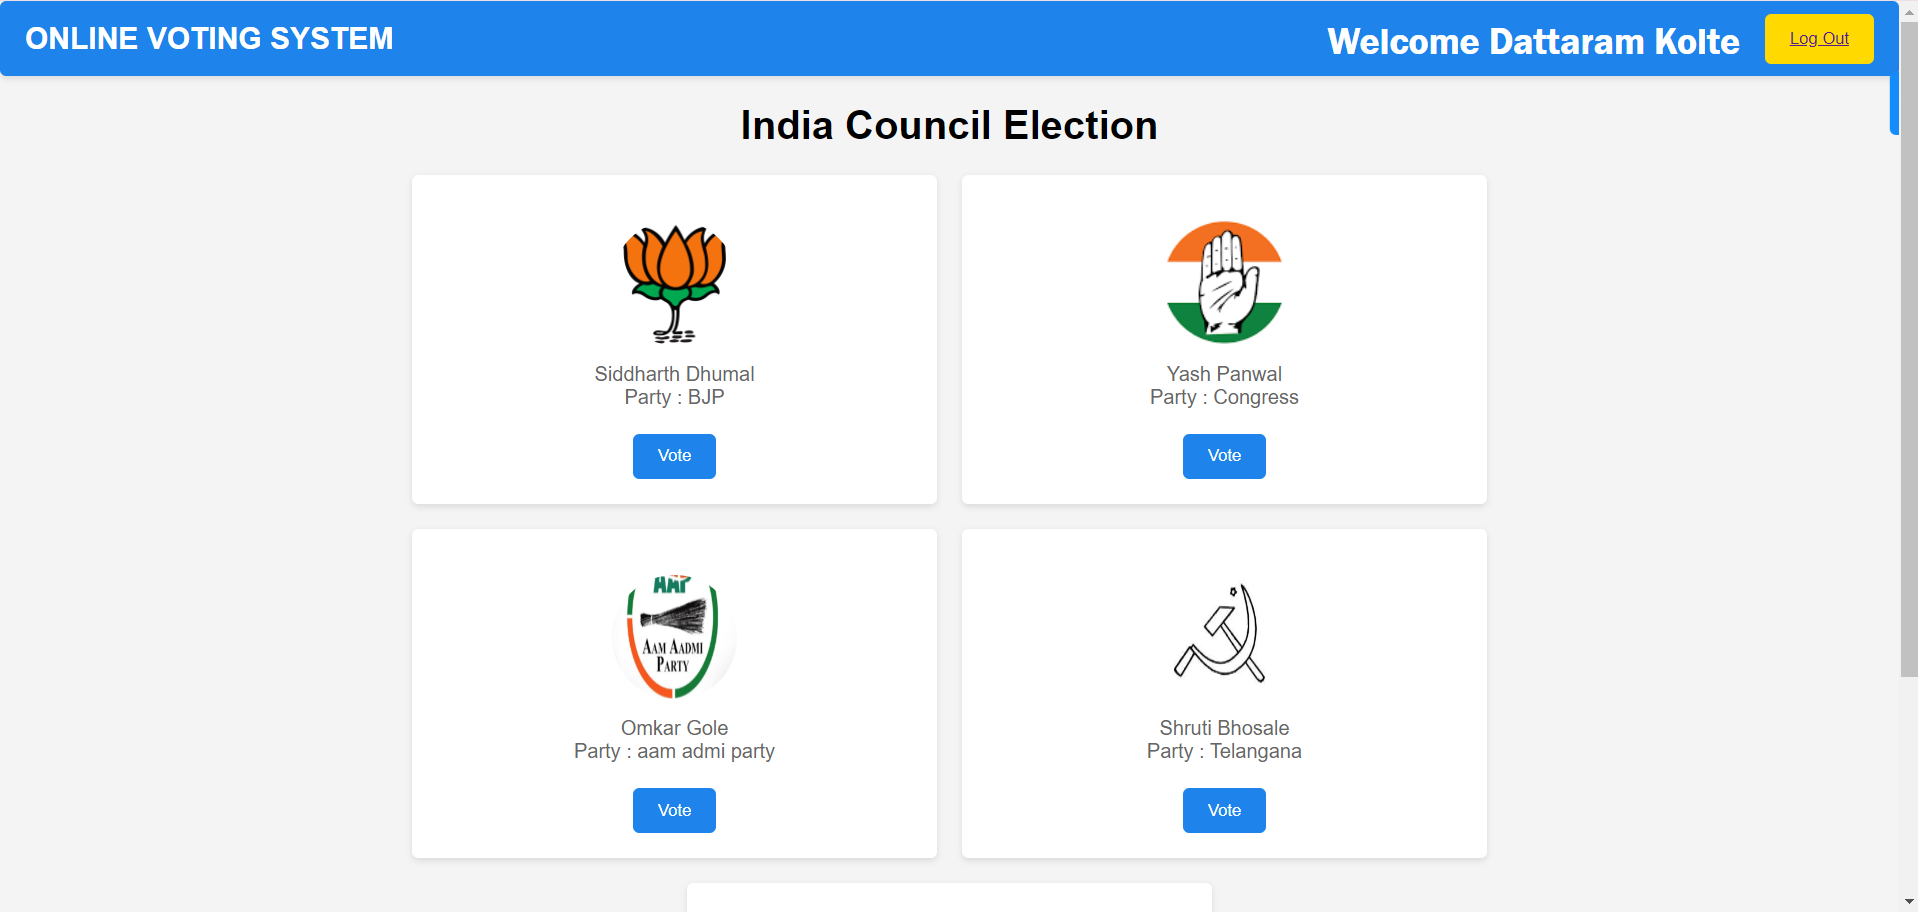 ONLINE VOTING SYSTEM
Welcome Dattaram Kolte
Log Out
India Council Election
Siddharth Dhumal
Party : BJP
Vote
Yash Panwal
Party : Congress
Vote
AAP
AAM AADMI
PARTY
Omkar Gole
Party : aam admi party
Vote
Shruti Bhosale
Party : Telangana
Vote